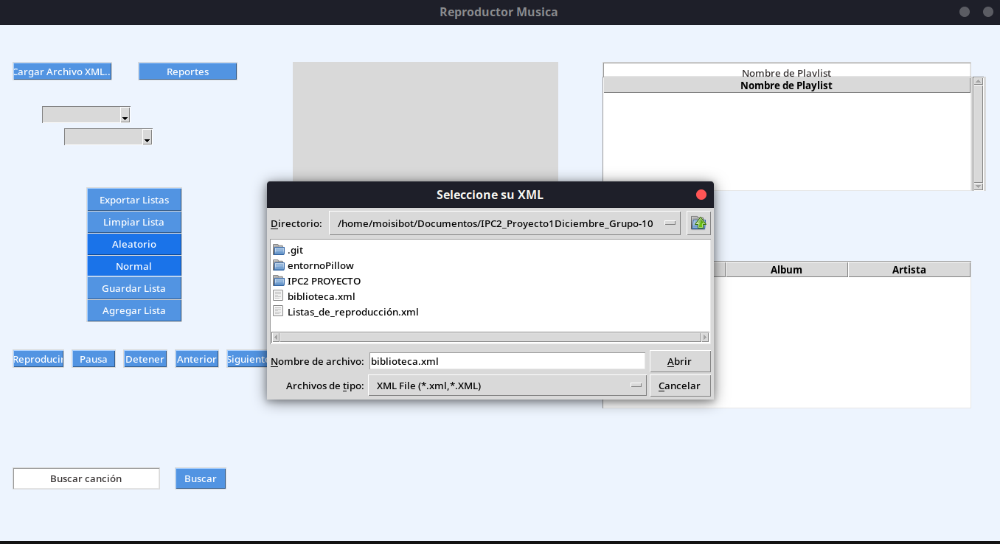 Reproductor Musica
Cargar Archivo XML..
Reportes
Nombre de Playlist
Nombre de Playlist
Exportar Listas
Limpiar Lista
Aleatorio
Normal
Guardar Lista
Agregar Lista
Reproducir
Pausa
Detener
Anterior
Siguiente
Seleccione su XML
Directorio: /home/moisibot/Documentos/IPC2_Proyecto1Diciembre_Grupo-10
.git
entornoPillow
IPC2 PROYECTO
biblioteca.xml
Listas_de_reproducción.xml
Nombre de archivo: biblioteca.xml Abrir
Archivos de tipo: XML File (*.xml,*.XML) Cancelar
Album
Artista
Buscar canción
Buscar